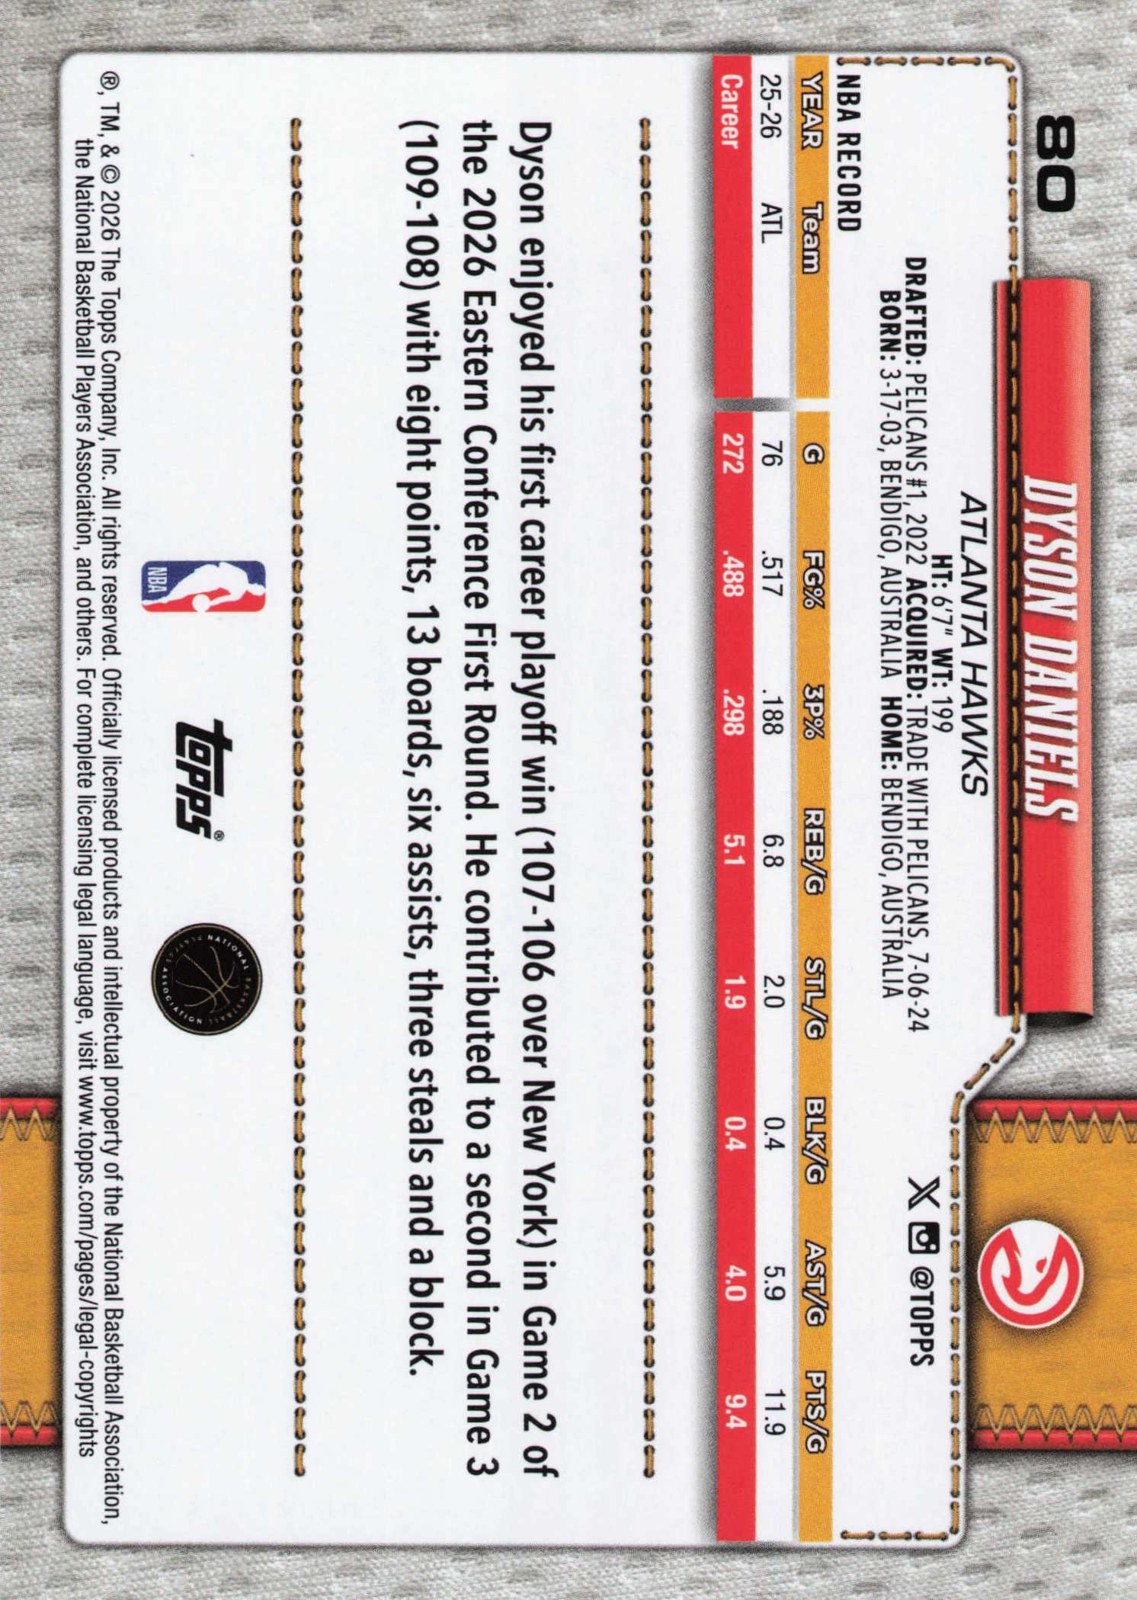 80
DYSON DANIELS
ATLANTA HAWKS
HT: 6'7" WT: 199
DRAFTED: PELICANS #1, 2022 ACQUIRED: TRADE WITH PELICANS, 7-06-24
BORN: 3-17-03, BENDIGO, AUSTRALIA HOME: BENDIGO, AUSTRALIA
@TOPPS
NBA RECORD
YEAR Team G FG% 3P% REB/G STL/G BLK/G AST/G PTS/G
25-26 ATL 76 .517 .188 6.8 2.0 0.4 5.9 11.9
Career 272 .488 .298 5.1 1.9 0.4 4.0 9.4
Dyson enjoyed his first career playoff win (107-106 over New York) in Game 2 of
the 2026 Eastern Conference First Round. He contributed to a second in Game 3
(109-108) with eight points, 13 boards, six assists, three steals and a block.
NBA
topps®
NATIONAL BASKETBALL PLAYERS ASSOCIATION
®, TM, & © 2026 The Topps Company, Inc. All rights reserved. Officially licensed products and intellectual property of the National Basketball Association,
the National Basketball Players Association, and others. For complete licensing legal language, visit www.topps.com/pages/legal-copyrights